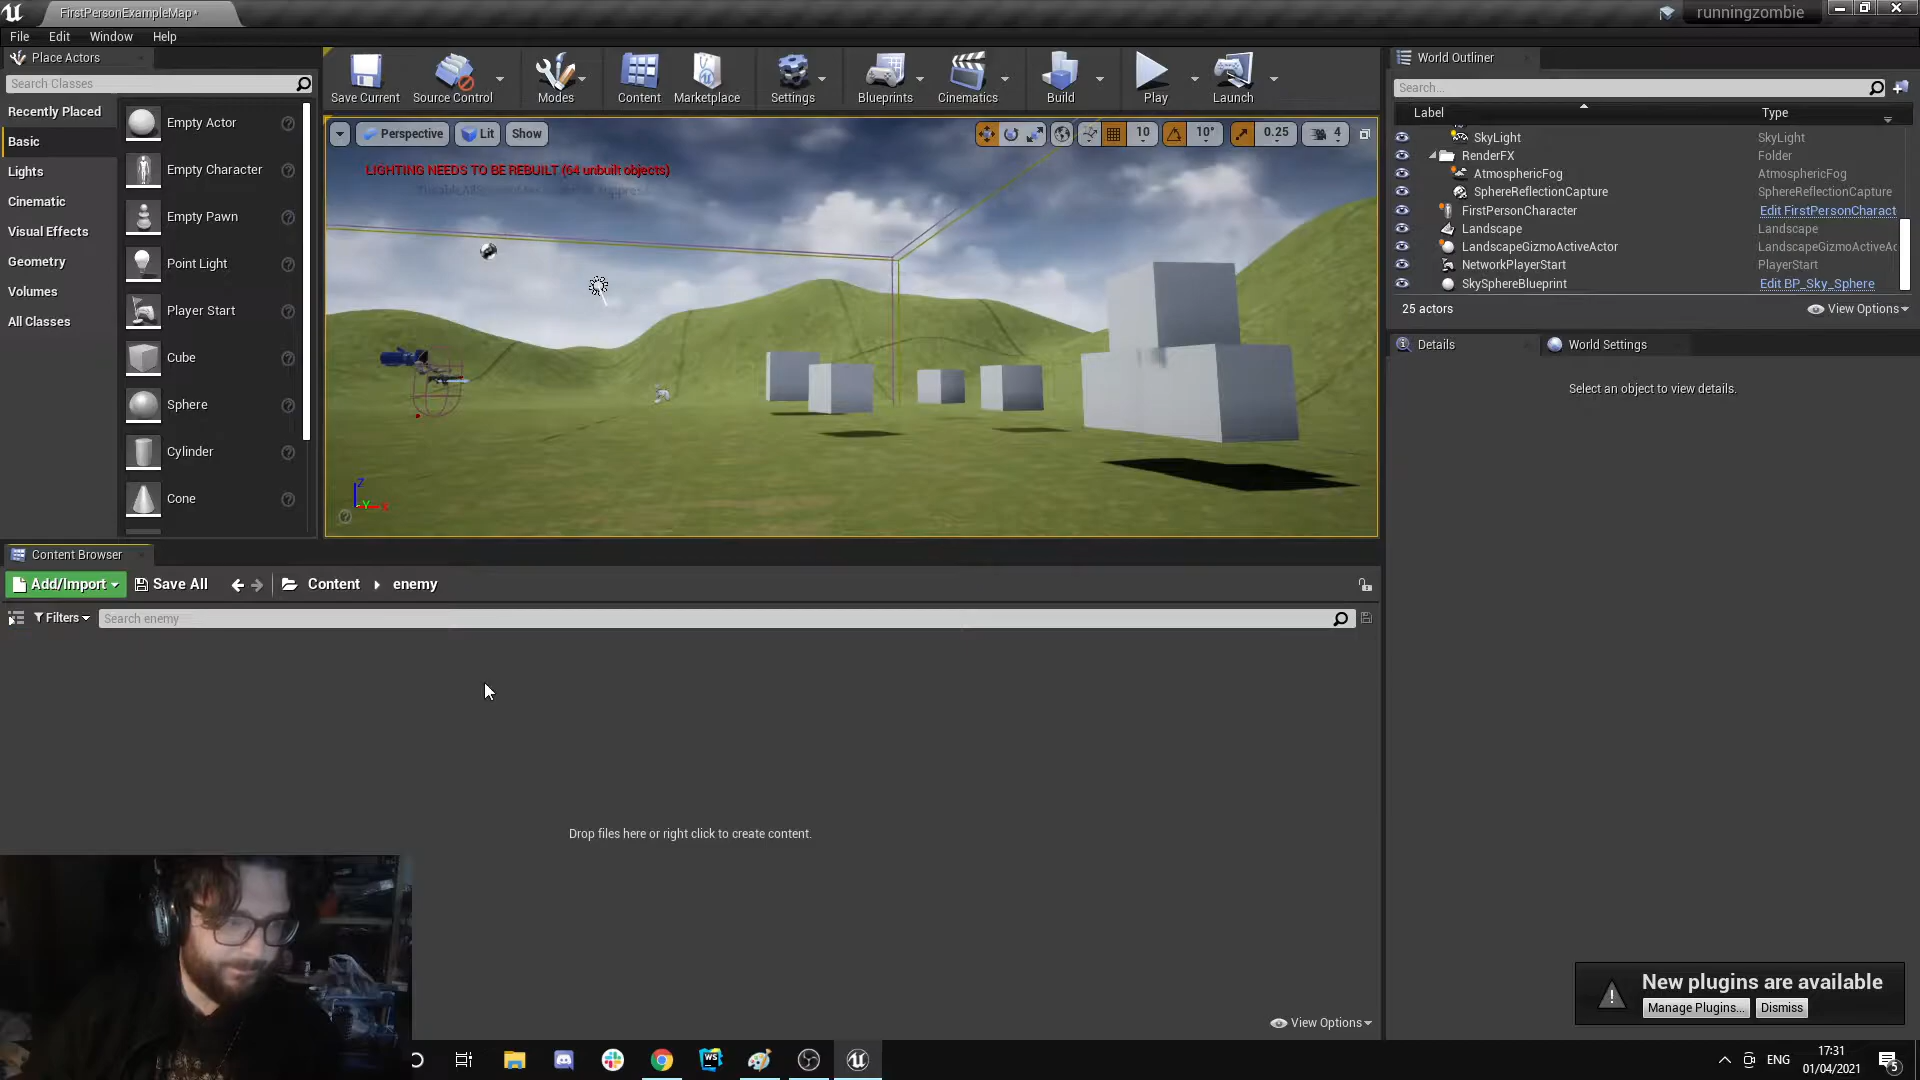 FirstPersonExampleMap*
runningzombie
File Edit Window Help
Place Actors
Search Classes
Recently Placed
Basic
Lights
Cinematic
Visual Effects
Geometry
Volumes
All Classes
Empty Actor
Empty Character
Empty Pawn
Point Light
Player Start
Cube
Sphere
Cylinder
Cone
Save Current
Source Control
Modes
Content
Marketplace
Settings
Blueprints
Cinematics
Build
Play
Launch
Perspective Lit Show
10 10° 0.25 4
LIGHTING NEEDS TO BE REBUILT (64 unbuilt objects)
Z
Y
X
World Outliner
Search...
Label Type
SkyLight SkyLight
RenderFX Folder
AtmosphericFog AtmosphericFog
SphereReflectionCapture SphereReflectionCapture
FirstPersonCharacter Edit FirstPersonCharact
Landscape Landscape
LandscapeGizmoActiveActor LandscapeGizmoActiveAc
NetworkPlayerStart PlayerStart
SkySphereBlueprint Edit BP_Sky_Sphere
25 actors View Options
Details World Settings
Select an object to view details.
Content Browser
Add/Import Save All Content enemy
Filters Search enemy
Drop files here or right click to create content.
View Options
New plugins are available
Manage Plugins... Dismiss
WS
ENG
17:31
01/04/2021
5